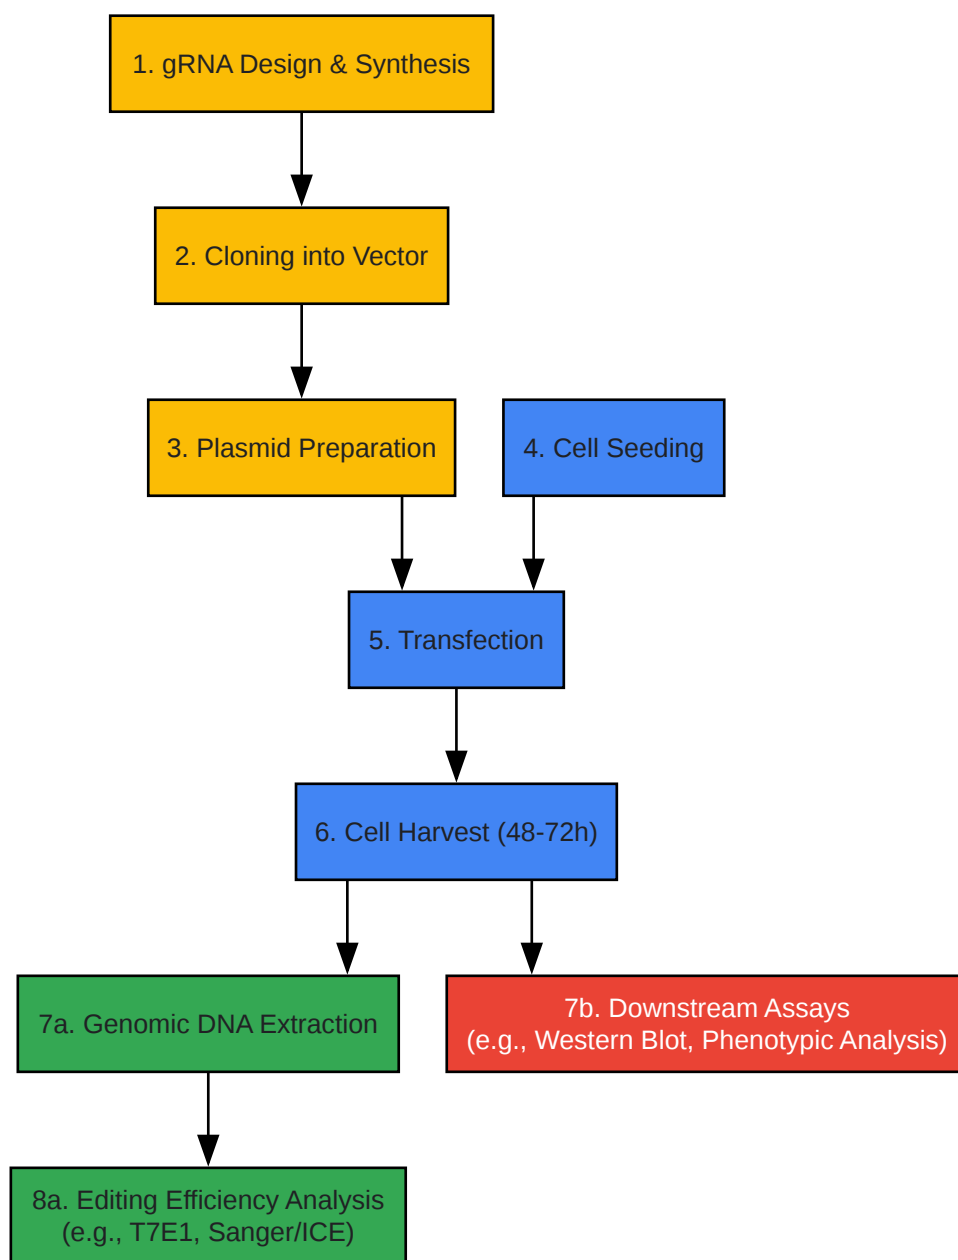 1. gRNA Design & Synthesis
2. Cloning into Vector
3. Plasmid Preparation
4. Cell Seeding
5. Transfection
6. Cell Harvest (48-72h)
7a. Genomic DNA Extraction
7b. Downstream Assays
(e.g., Western Blot, Phenotypic Analysis)
8a. Editing Efficiency Analysis
(e.g., T7E1, Sanger/ICE)